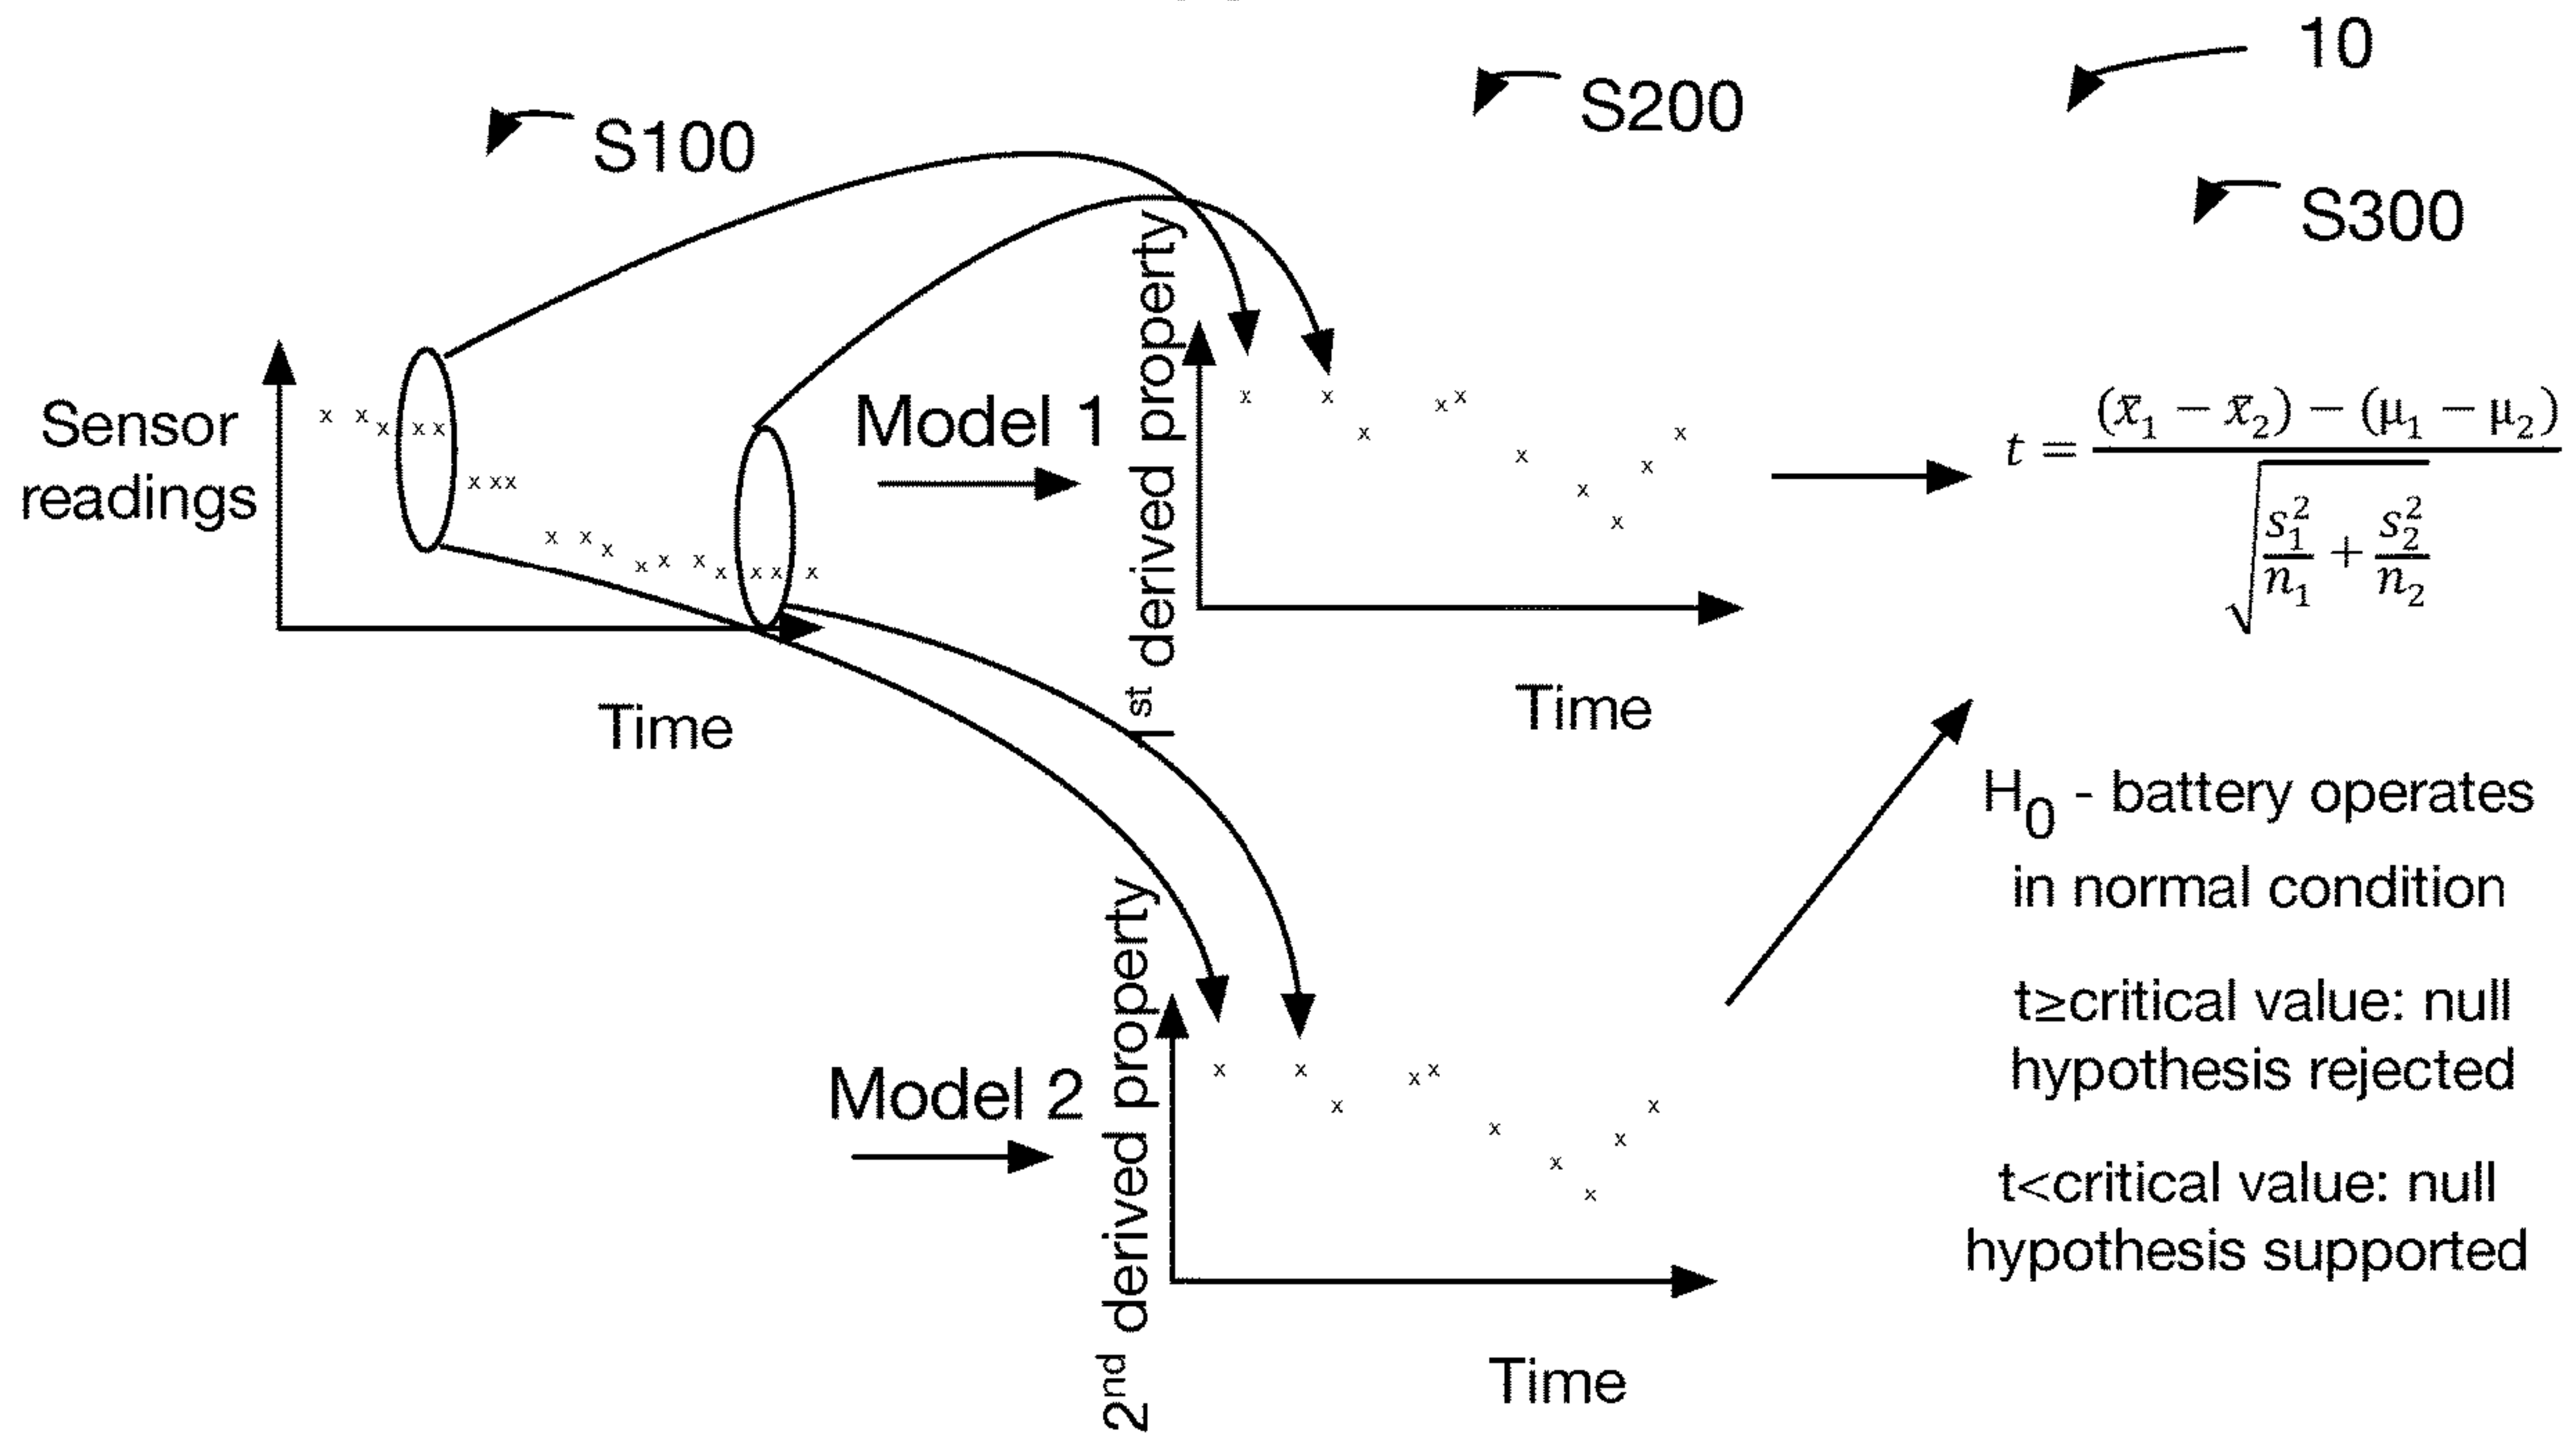 10
S200
S100
S300
Sensor
readings
Time
Model 1
1st derived property
Time
t = (x̄₁ − x̄₂) − (μ₁ − μ₂) / √(s₁²/n₁ + s₂²/n₂)
Model 2
2nd derived property
Time
H₀ - battery operates
in normal condition
t≥critical value: null
hypothesis rejected
t<critical value: null
hypothesis supported